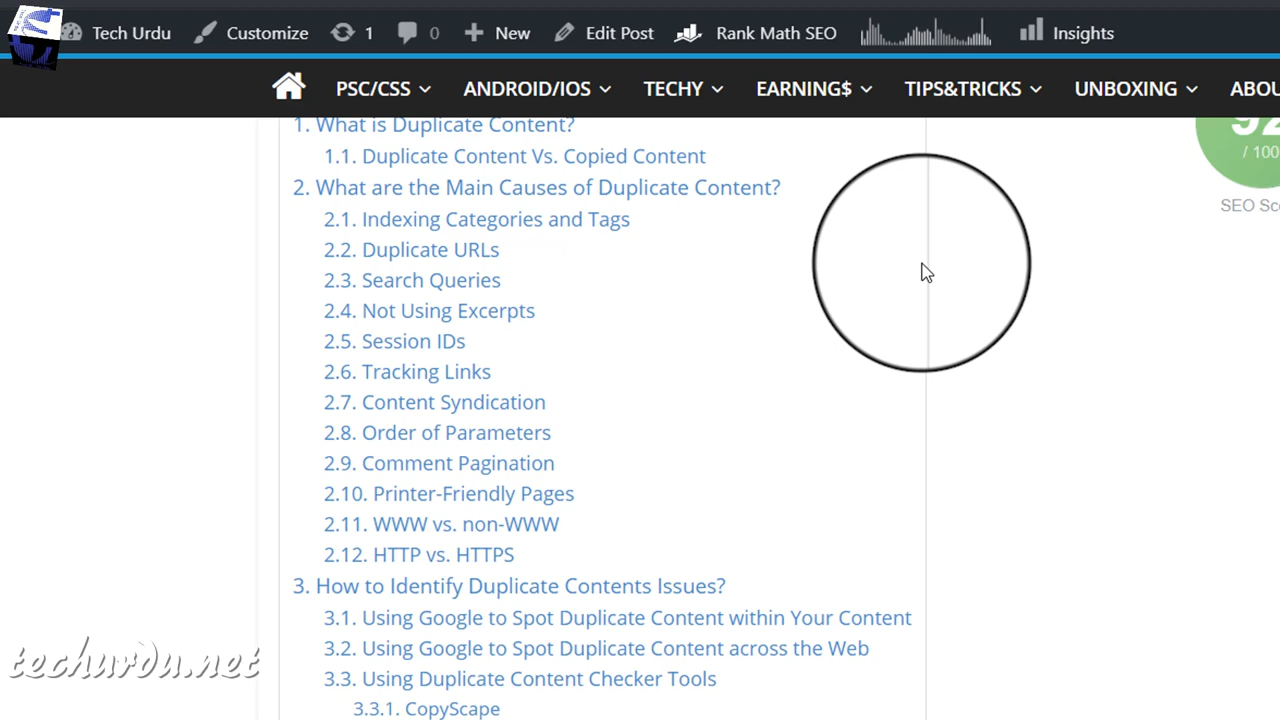 Tech Urdu Customize 1 0 New Edit Post Rank Math SEO Insights
PSC/CSS ANDROID/IOS TECHY EARNING$ TIPS&TRICKS UNBOXING ABOU
1. What is Duplicate Content?
92
/ 100
1.1. Duplicate Content Vs. Copied Content
2. What are the Main Causes of Duplicate Content?
SEO Sc
2.1. Indexing Categories and Tags
2.2. Duplicate URLs
2.3. Search Queries
2.4. Not Using Excerpts
2.5. Session IDs
2.6. Tracking Links
2.7. Content Syndication
2.8. Order of Parameters
2.9. Comment Pagination
2.10. Printer-Friendly Pages
2.11. WWW vs. non-WWW
2.12. HTTP vs. HTTPS
3. How to Identify Duplicate Contents Issues?
3.1. Using Google to Spot Duplicate Content within Your Content
3.2. Using Google to Spot Duplicate Content across the Web
3.3. Using Duplicate Content Checker Tools
3.3.1. CopyScape
techurdu.net